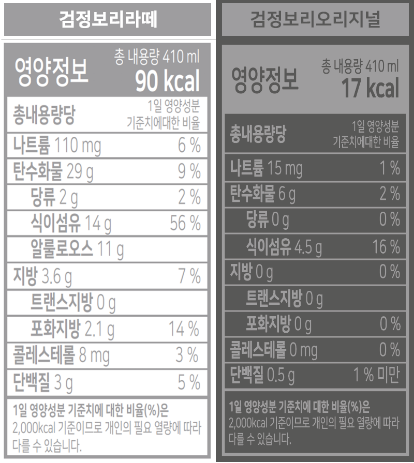 검정보리라떼
영양정보
총 내용량 410 ml
90 kcal
총내용량당
1일 영양성분
기준치에대한 비율
나트륨 110 mg 6 %
탄수화물 29 g 9 %
당류 2 g 2 %
식이섬유 14 g 56 %
알룰로오스 11 g
지방 3.6 g 7 %
트랜스지방 0 g
포화지방 2.1 g 14 %
콜레스테롤 8 mg 3 %
단백질 3 g 5 %
1일 영양성분 기준치에 대한 비율(%)은
2,000kcal 기준이므로 개인의 필요 열량에 따라
다를 수 있습니다.
검정보리오리지널
영양정보
총 내용량 410 ml
17 kcal
총내용량당
1일 영양성분
기준치에대한 비율
나트륨 15 mg 1 %
탄수화물 6 g 2 %
당류 0 g 0 %
식이섬유 4.5 g 16 %
지방 0 g 0 %
트랜스지방 0 g
포화지방 0 g 0 %
콜레스테롤 0 mg 0 %
단백질 0.5 g 1 % 미만
1일 영양성분 기준치에 대한 비율(%)은
2,000kcal 기준이므로 개인의 필요 열량에 따라
다를 수 있습니다.